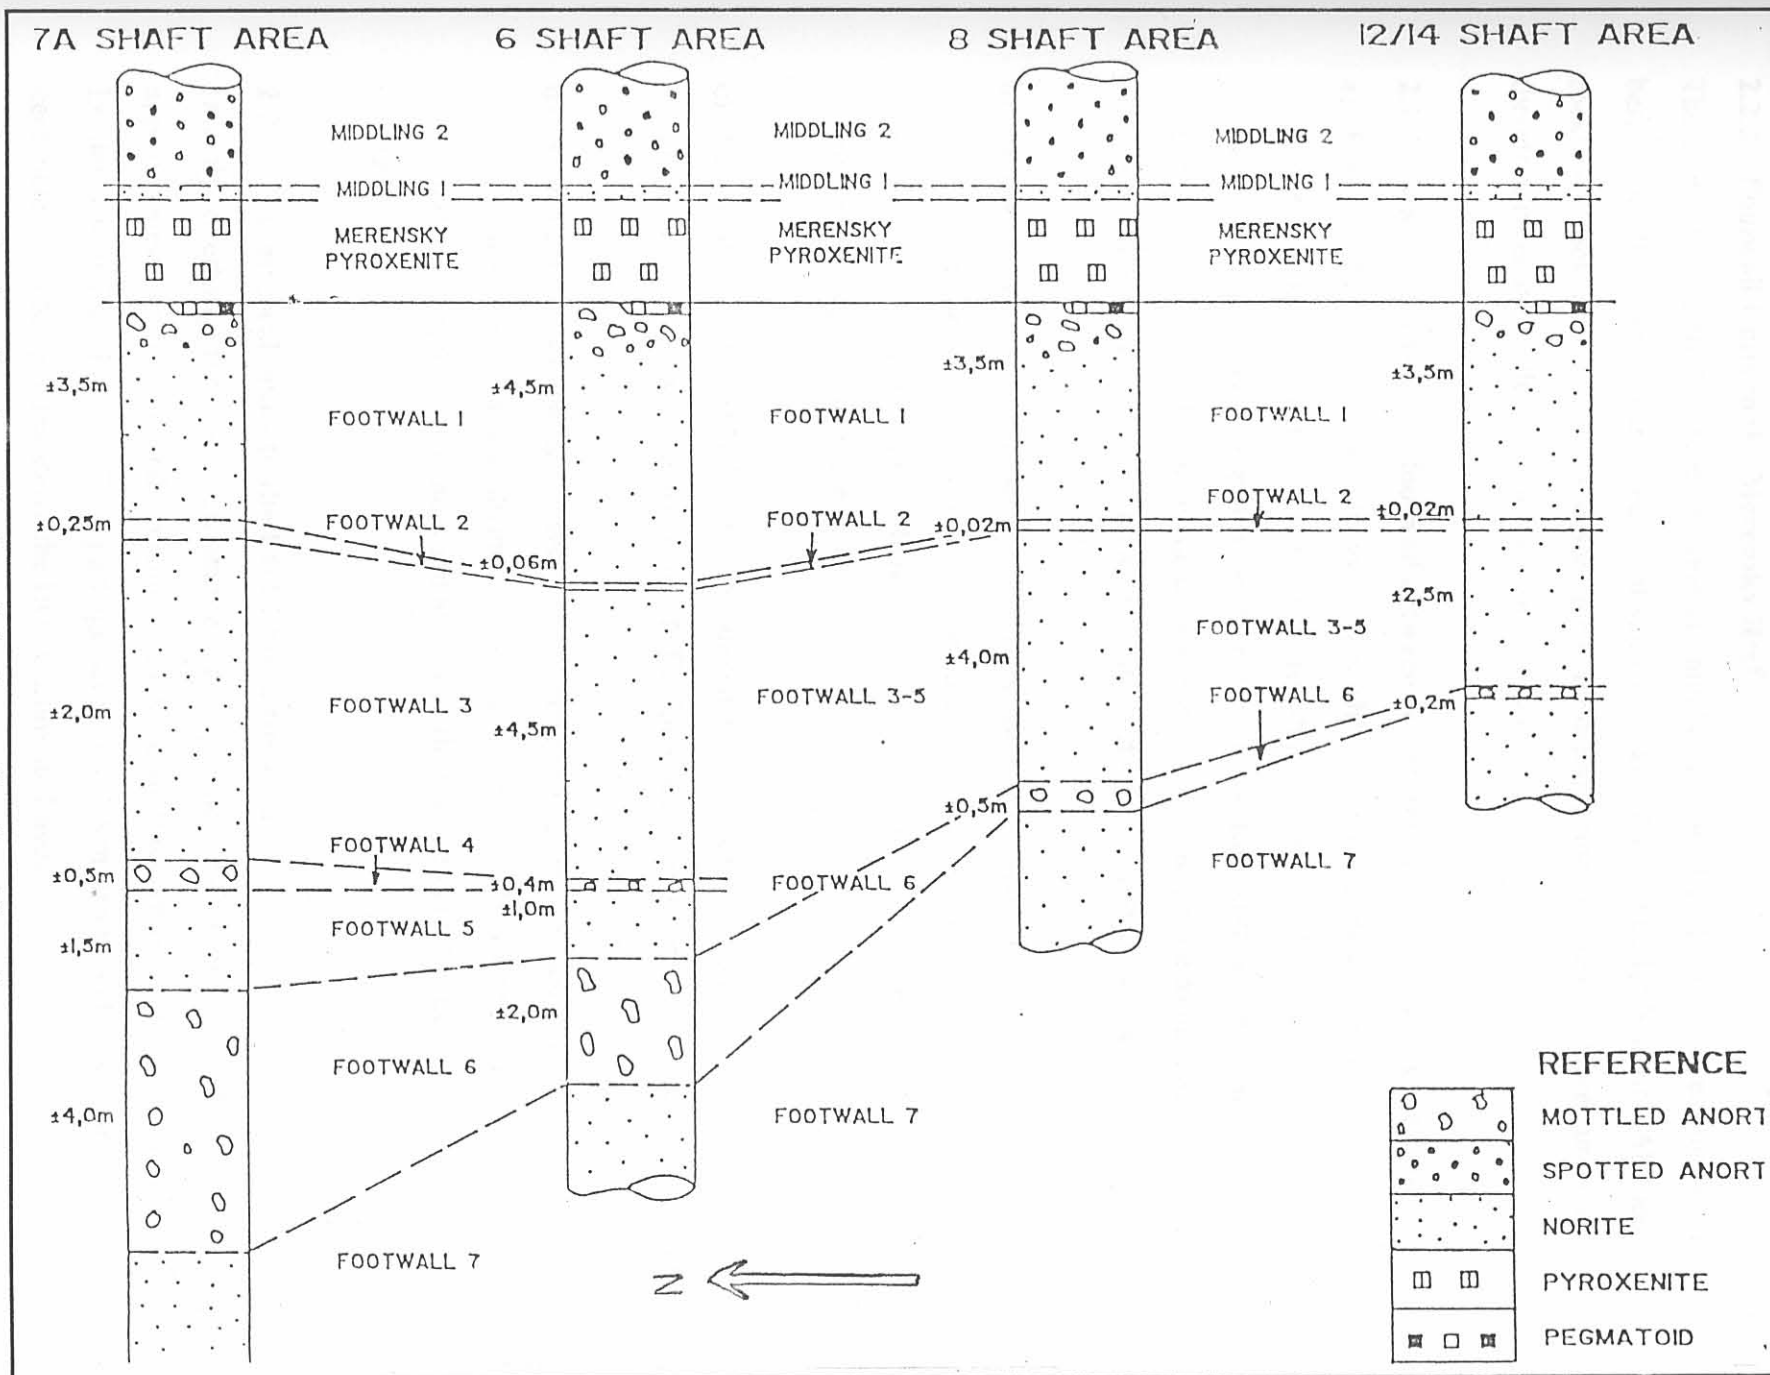 7A SHAFT AREA
6 SHAFT AREA
8 SHAFT AREA
12/14 SHAFT AREA
MIDDLING 2
MIDDLING 2
MIDDLING 2
MIDDLING 1
MIDDLING 1
MIDDLING 1
MERENSKY
PYROXENITE
MERENSKY
PYROXENITE
MERENSKY
PYROXENITE
±3,5m
±4,5m
±3,5m
±3,5m
FOOTWALL 1
FOOTWALL 1
FOOTWALL 1
±0,25m
FOOTWALL 2
±0,06m
FOOTWALL 2
±0,02m
FOOTWALL 2
±0,02m
±2,0m
FOOTWALL 3
±4,5m
FOOTWALL 3-5
±4,0m
FOOTWALL 3-5
±2,5m
FOOTWALL 6
±0,2m
±0,5m
FOOTWALL 4
±0,4m
±1,0m
FOOTWALL 6
±0,5m
FOOTWALL 7
±1,5m
FOOTWALL 5
±2,0m
FOOTWALL 6
±4,0m
FOOTWALL 7
FOOTWALL 7
N
REFERENCE
MOTTLED ANORT
SPOTTED ANORT
NORITE
PYROXENITE
PEGMATOID